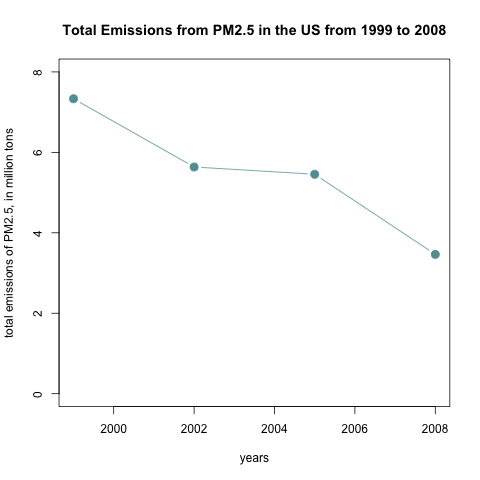 Total Emissions from PM2.5 in the US from 1999 to 2008
total emissions of PM2.5, in million tons
8
6
4
2
0
2000 2002 2004 2006 2008
years